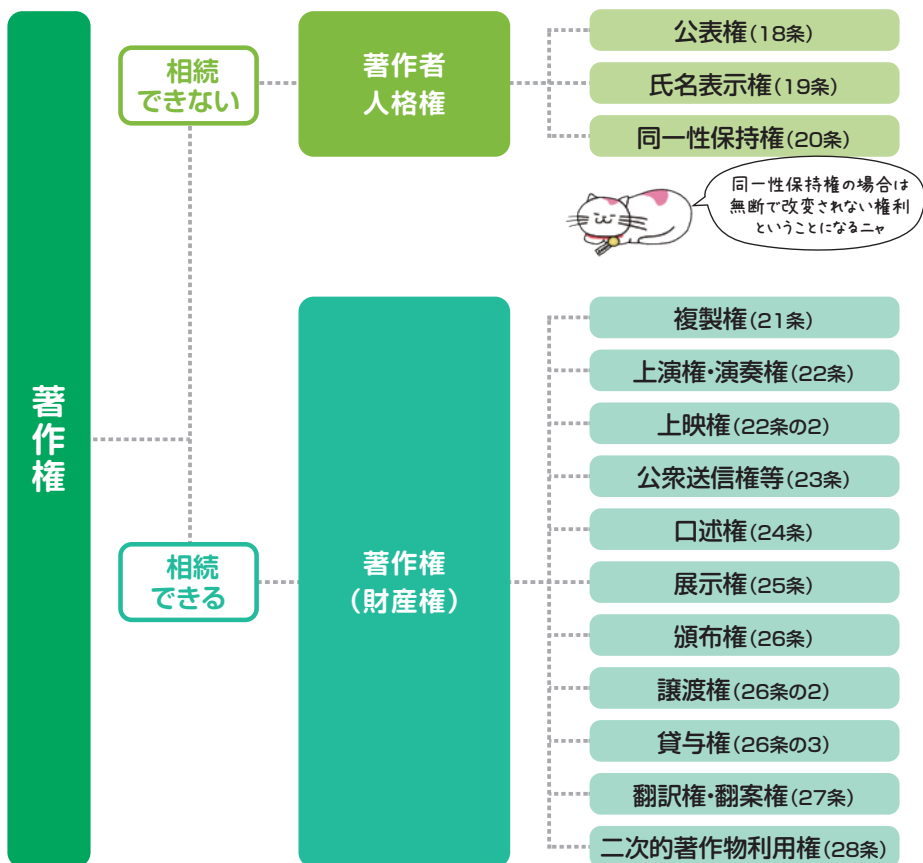 著作権
相続
できない
著作者
人格権
公表権(18条)
氏名表示権(19条)
同一性保持権(20条)
同一性保持権の場合は
無断で改変されない権利
ということになるニャ
相続
できる
著作権
(財産権)
複製権(21条)
上演権・演奏権(22条)
上映権(22条の2)
公衆送信権等(23条)
口述権(24条)
展示権(25条)
頒布権(26条)
譲渡権(26条の2)
貸与権(26条の3)
翻訳権・翻案権(27条)
二次的著作物利用権(28条)